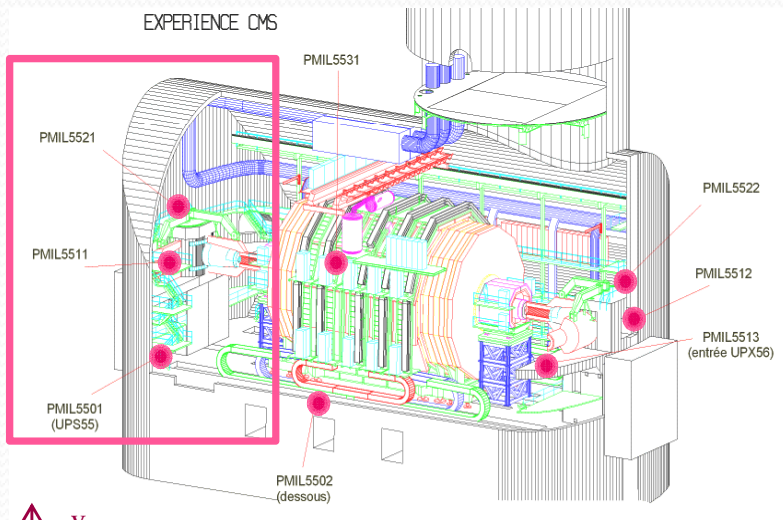 EXPERIENCE CMS
PMIL5531
PMIL5521
PMIL5522
PMIL5511
PMIL5512
PMIL5513
(entrée UPX56)
PMIL5501
(UPS55)
PMIL5502
(dessous)